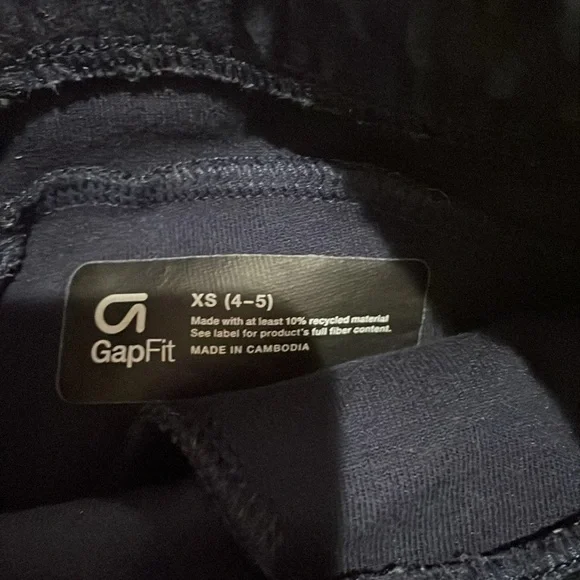 XS (4–5)
Made with at least 10% recycled material
See label for product's full fiber content.
GapFit
MADE IN CAMBODIA